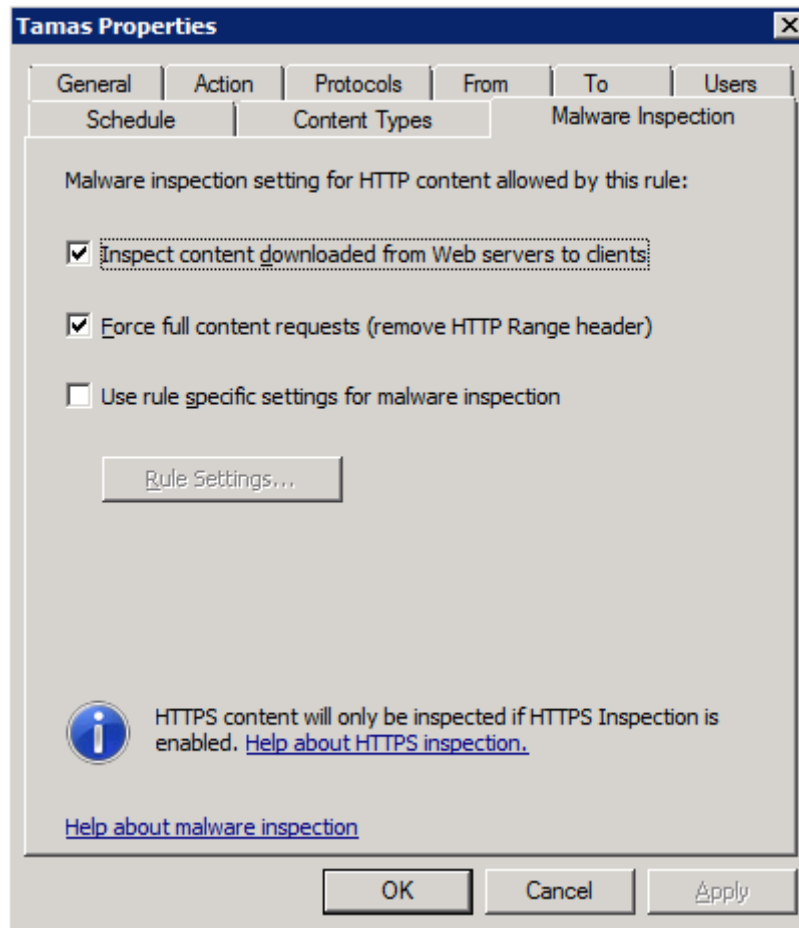 Tamas Properties
General Action Protocols From To Users
Schedule Content Types Malware Inspection
Malware inspection setting for HTTP content allowed by this rule:
Inspect content downloaded from Web servers to clients
Force full content requests (remove HTTP Range header)
Use rule specific settings for malware inspection
Rule Settings...
HTTPS content will only be inspected if HTTPS Inspection is
enabled. Help about HTTPS inspection.
Help about malware inspection
OK Cancel Apply